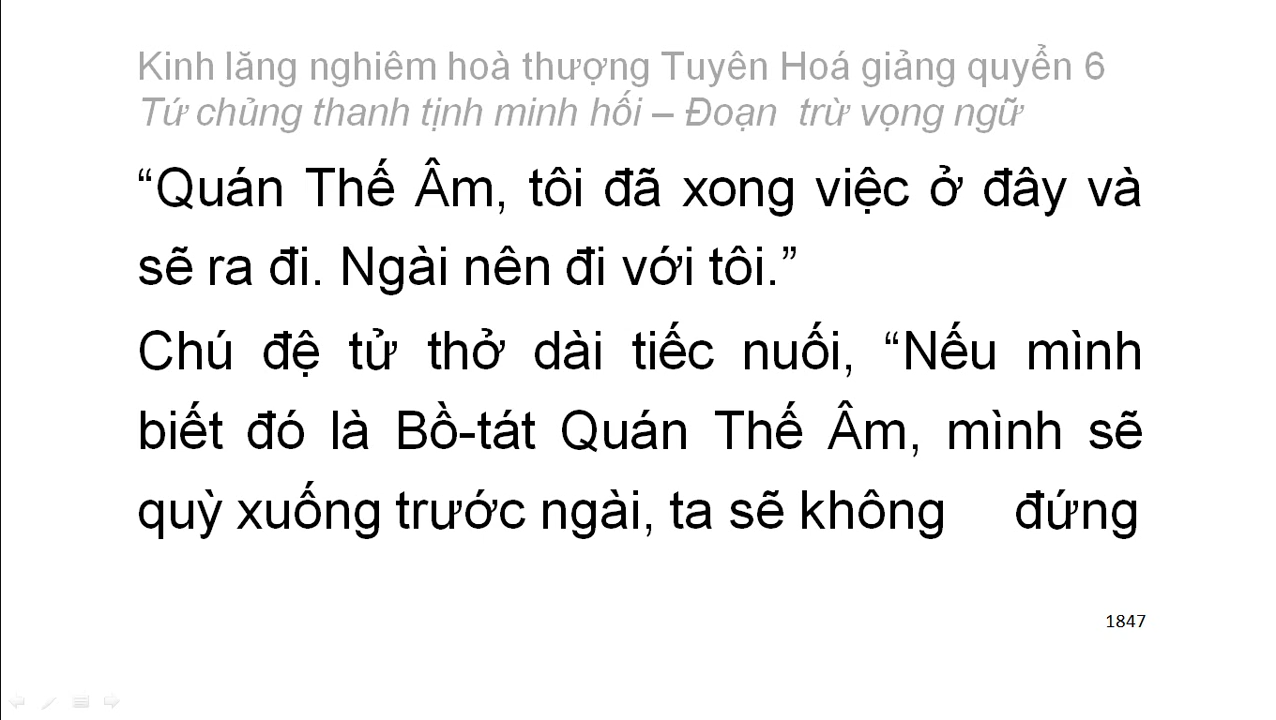 Kinh lăng nghiêm hoà thượng Tuyên Hoá giảng quyển 6
Tứ chủng thanh tịnh minh hối – Đoạn  trừ vọng ngữ
“Quán Thế Âm, tôi đã xong việc ở đây và
sẽ ra đi. Ngài nên đi với tôi.”
Chú đệ tử thở dài tiếc nuối, “Nếu mình
biết đó là Bồ-tát Quán Thế Âm, mình sẽ
quỳ xuống trước ngài, ta sẽ không đứng
1847